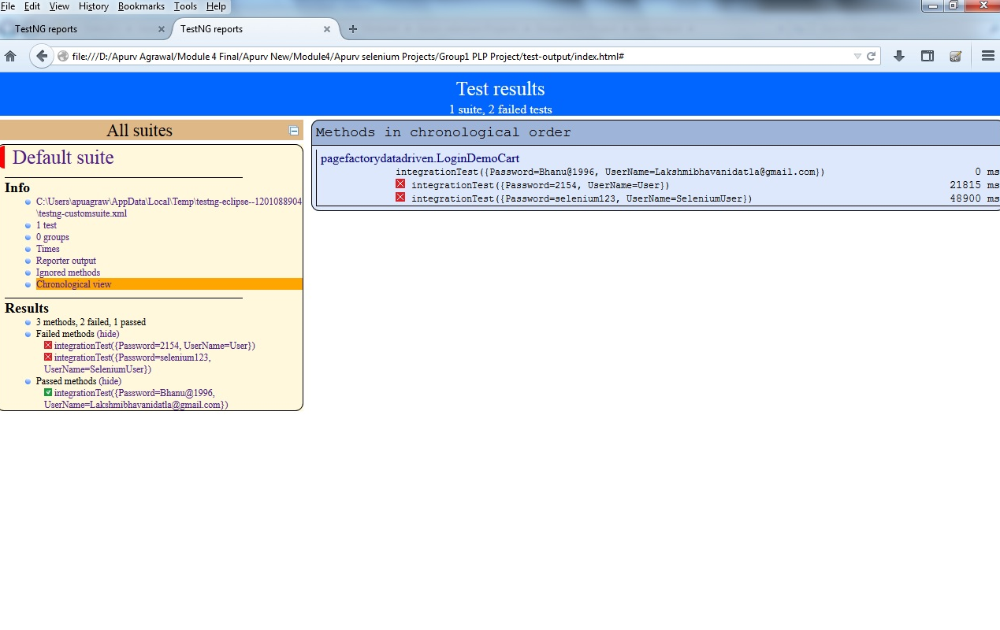 File Edit View History Bookmarks Tools Help
TestNG reports
TestNG reports
file:///D:/Apurv Agrawal/Module 4 Final/Apurv New/Module4/Apurv selenium Projects/Group1 PLP Project/test-output/index.html#
Test results
1 suite, 2 failed tests
All suites
Default suite
Info
C:\Users\apuagraw\AppData\Local\Temp\testng-eclipse--1201088904
\testng-customsuite.xml
1 test
0 groups
Times
Reporter output
Ignored methods
Chronological view
Results
3 methods, 2 failed, 1 passed
Failed methods (hide)
integrationTest({Password=2154, UserName=User})
integrationTest({Password=selenium123,
UserName=SeleniumUser})
Passed methods (hide)
integrationTest({Password=Bhanu@1996,
UserName=Lakshmibhavanidatla@gmail.com})
Methods in chronological order
pagefactorydatadriven.LoginDemoCart
integrationTest({Password=Bhanu@1996, UserName=Lakshmibhavanidatla@gmail.com}) 0 ms
integrationTest({Password=2154, UserName=User}) 21815 ms
integrationTest({Password=selenium123, UserName=SeleniumUser}) 48900 ms